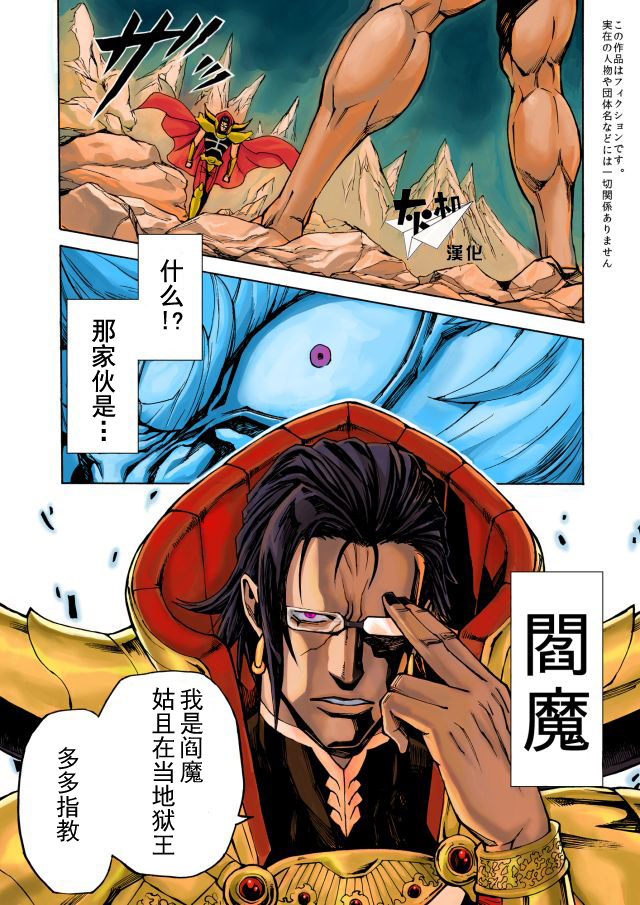 この作品はフィクションです。
実在の人物や団体名などには一切関係ありません
ザッ
漢化
什么!?
那家伙是…
閻魔
我是阎魔
姑且在当地狱王
多多指教